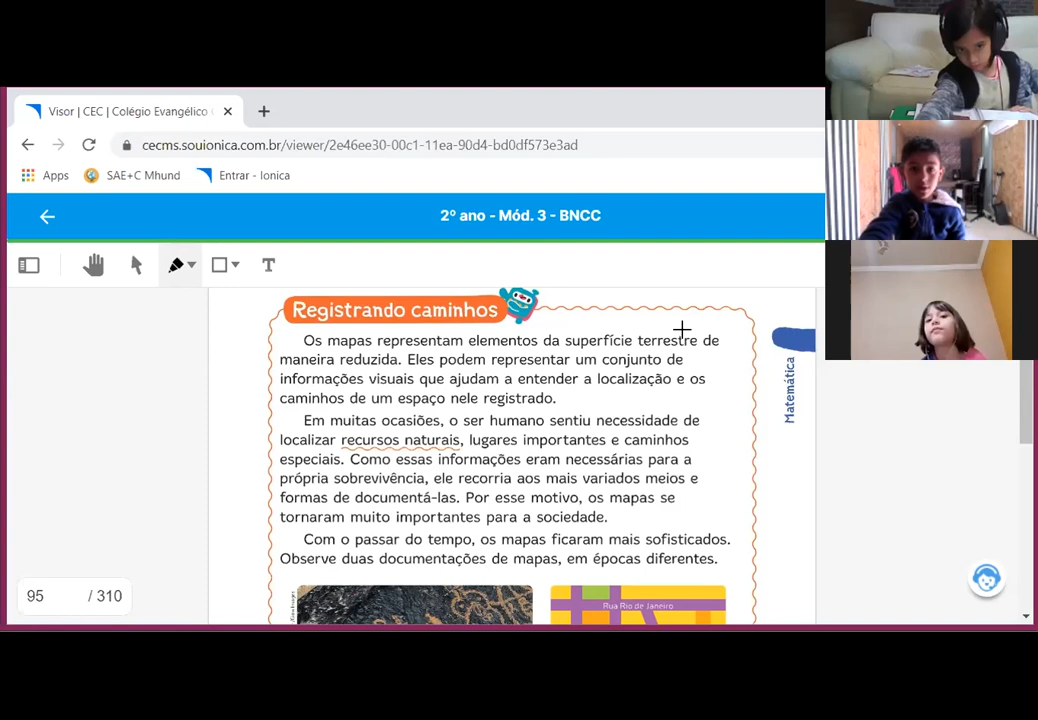 Visor | CEC | Colégio Evangélico
cecms.souionica.com.br/viewer/2e46ee30-00c1-11ea-90d4-bd0df573e3ad
Apps SAE+C Mhund Entrar - Ionica
2º ano - Mód. 3 - BNCC
T
Registrando caminhos
Os mapas representam elementos da superfície terrestre de
maneira reduzida. Eles podem representar um conjunto de
informações visuais que ajudam a entender a localização e os
caminhos de um espaço nele registrado.
Em muitas ocasiões, o ser humano sentiu necessidade de
localizar recursos naturais, lugares importantes e caminhos
especiais. Como essas informações eram necessárias para a
própria sobrevivência, ele recorria aos mais variados meios e
formas de documentá-las. Por esse motivo, os mapas se
tornaram muito importantes para a sociedade.
Com o passar do tempo, os mapas ficaram mais sofisticados.
Observe duas documentações de mapas, em épocas diferentes.
Matemática
Rua Rio de Janeiro
95 / 310